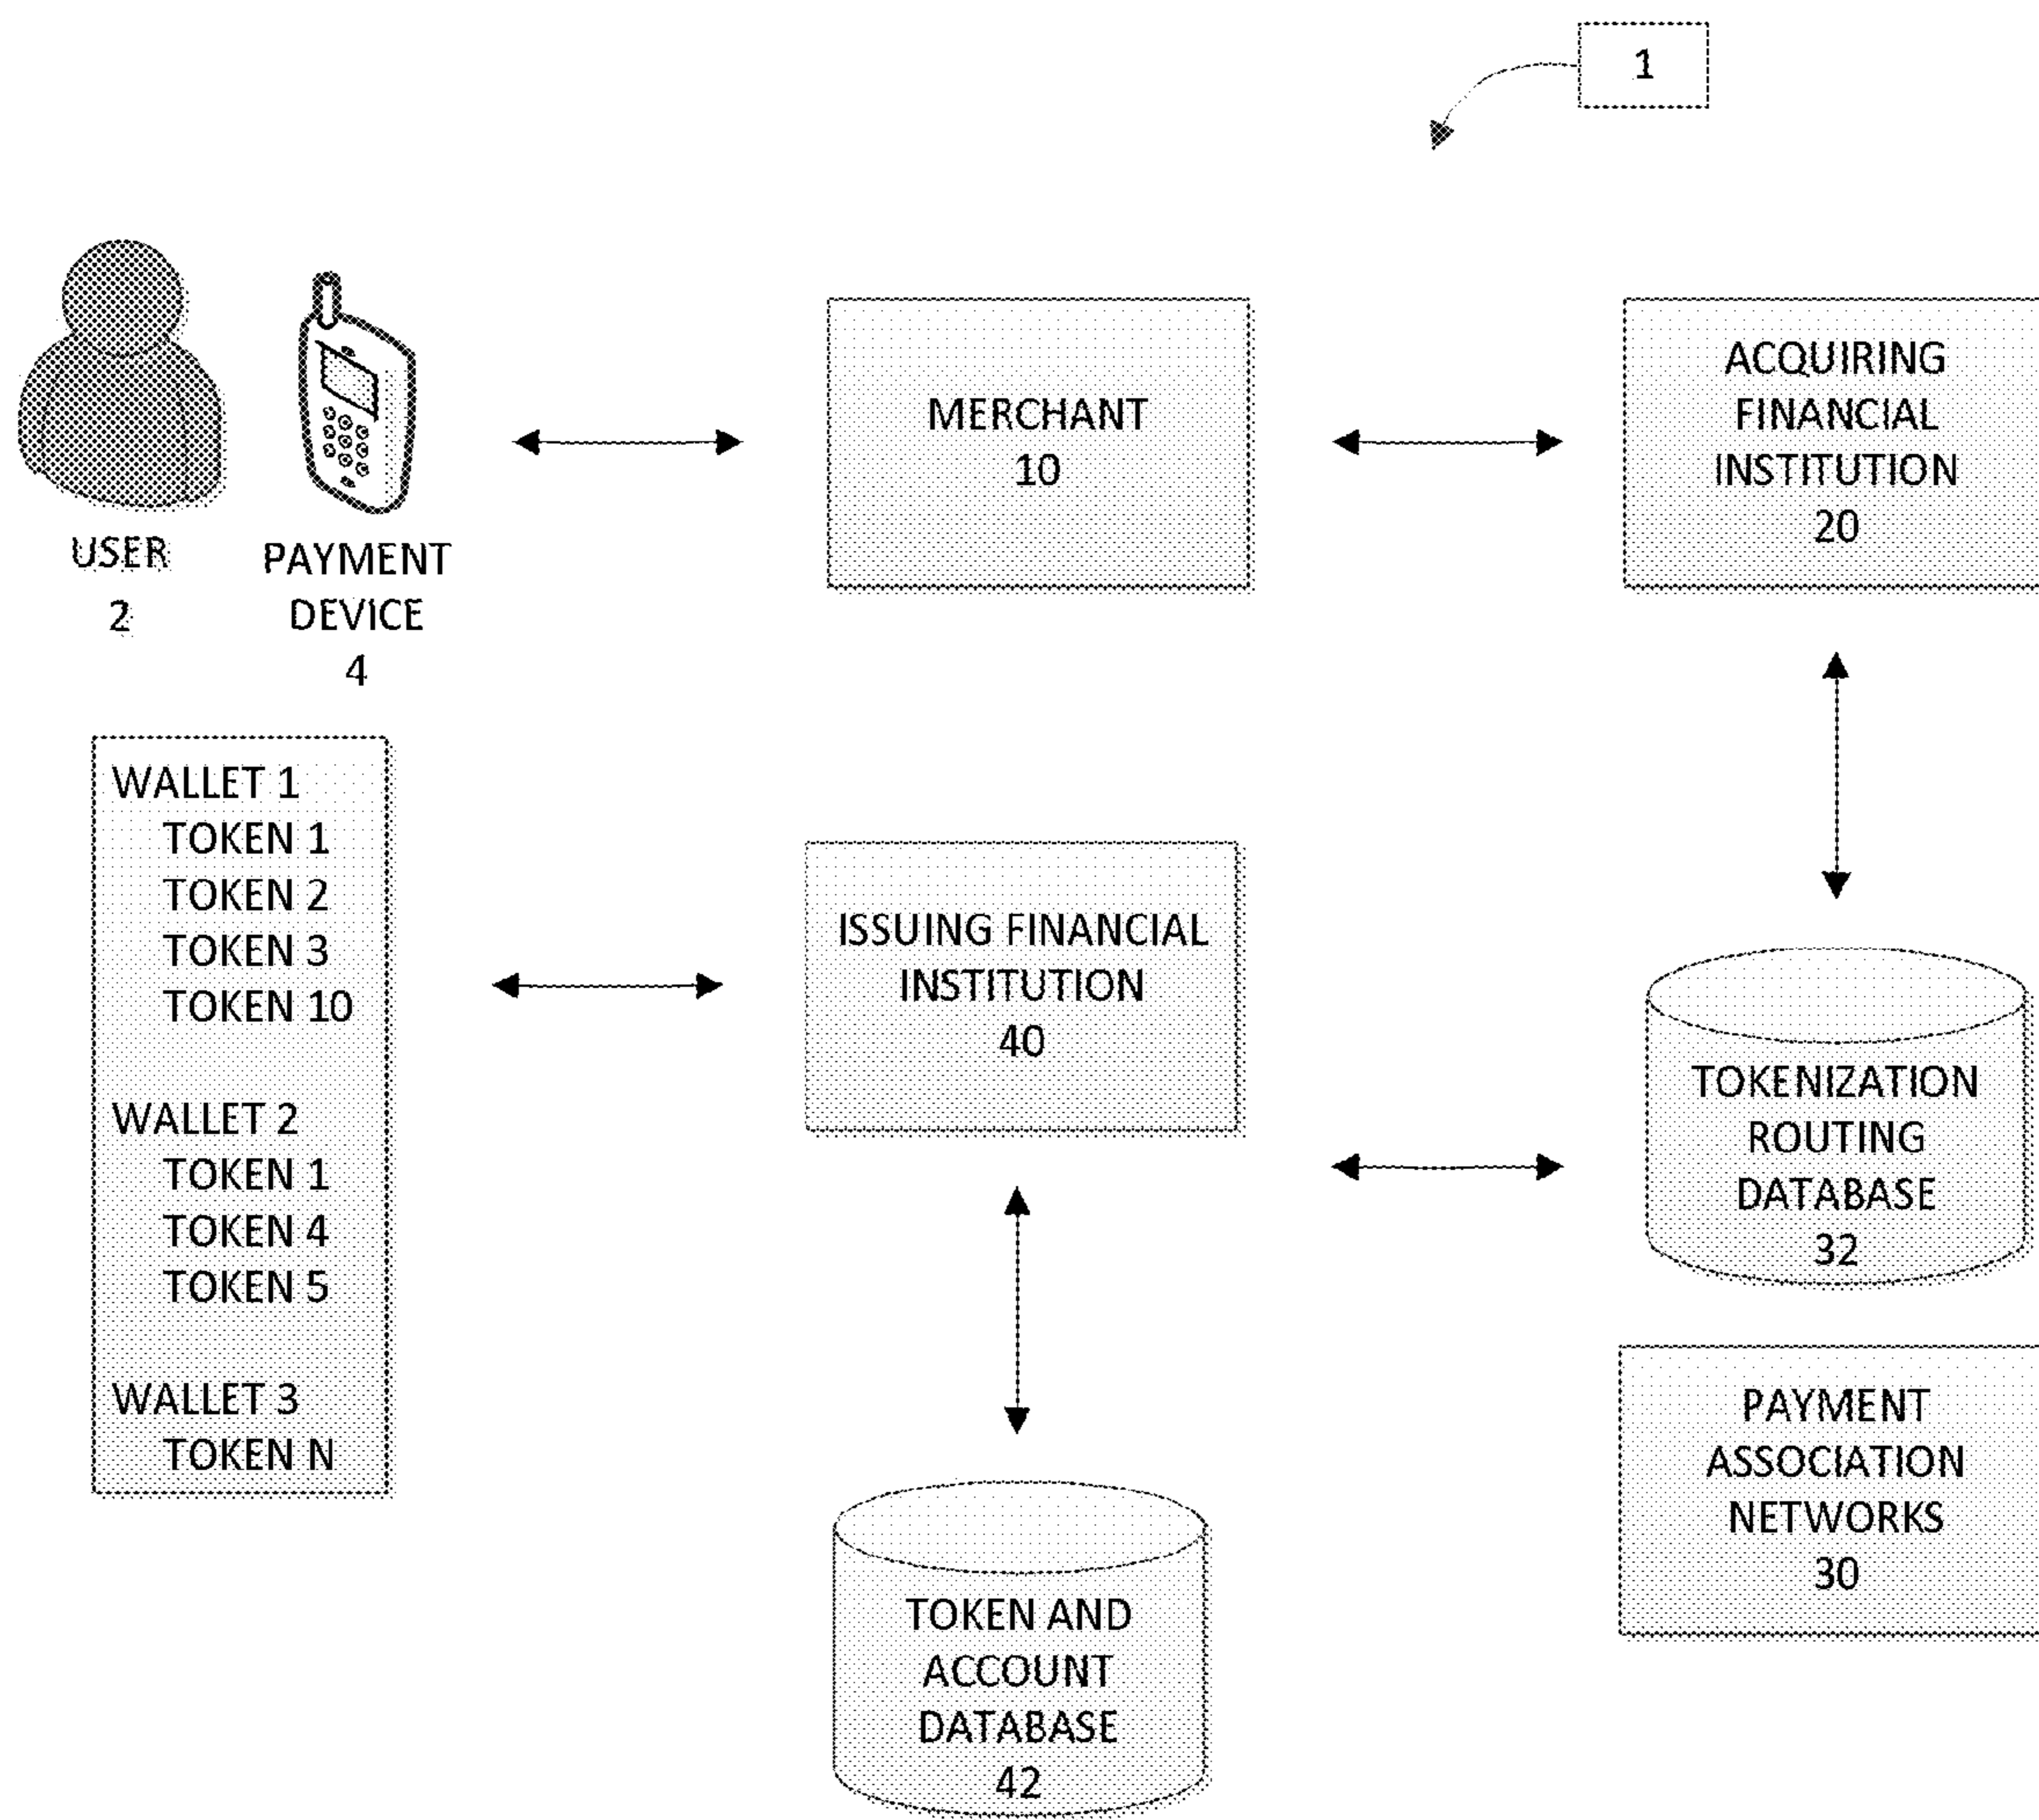 1
USER
2
PAYMENT
DEVICE
4
MERCHANT
10
ACQUIRING
FINANCIAL
INSTITUTION
20
WALLET 1
TOKEN 1
TOKEN 2
TOKEN 3
TOKEN 10
WALLET 2
TOKEN 1
TOKEN 4
TOKEN 5
WALLET 3
TOKEN N
ISSUING FINANCIAL
INSTITUTION
40
TOKENIZATION
ROUTING
DATABASE
32
PAYMENT
ASSOCIATION
NETWORKS
30
TOKEN AND
ACCOUNT
DATABASE
42